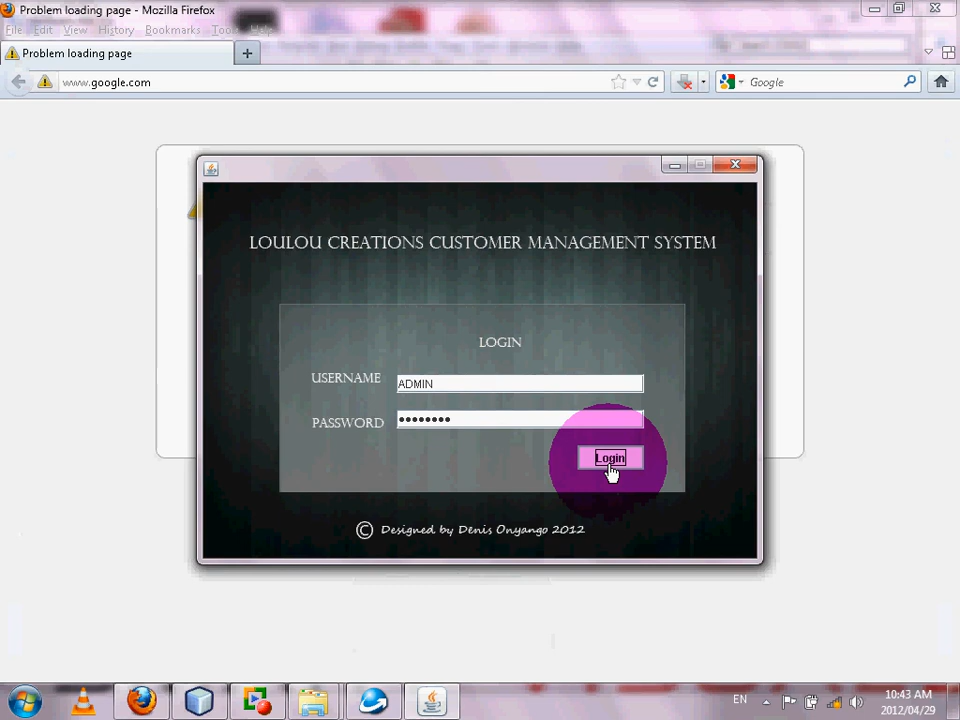 Problem loading page - Mozilla Firefox
File Edit View History Bookmarks Tools Help
Problem loading page
www.google.com
Google
LOULOU CREATIONS CUSTOMER MANAGEMENT SYSTEM
LOGIN
USERNAME ADMIN
PASSWORD ••••••••
Login
© Designed by Denis Onyango 2012
EN
10:43 AM
2012/04/29